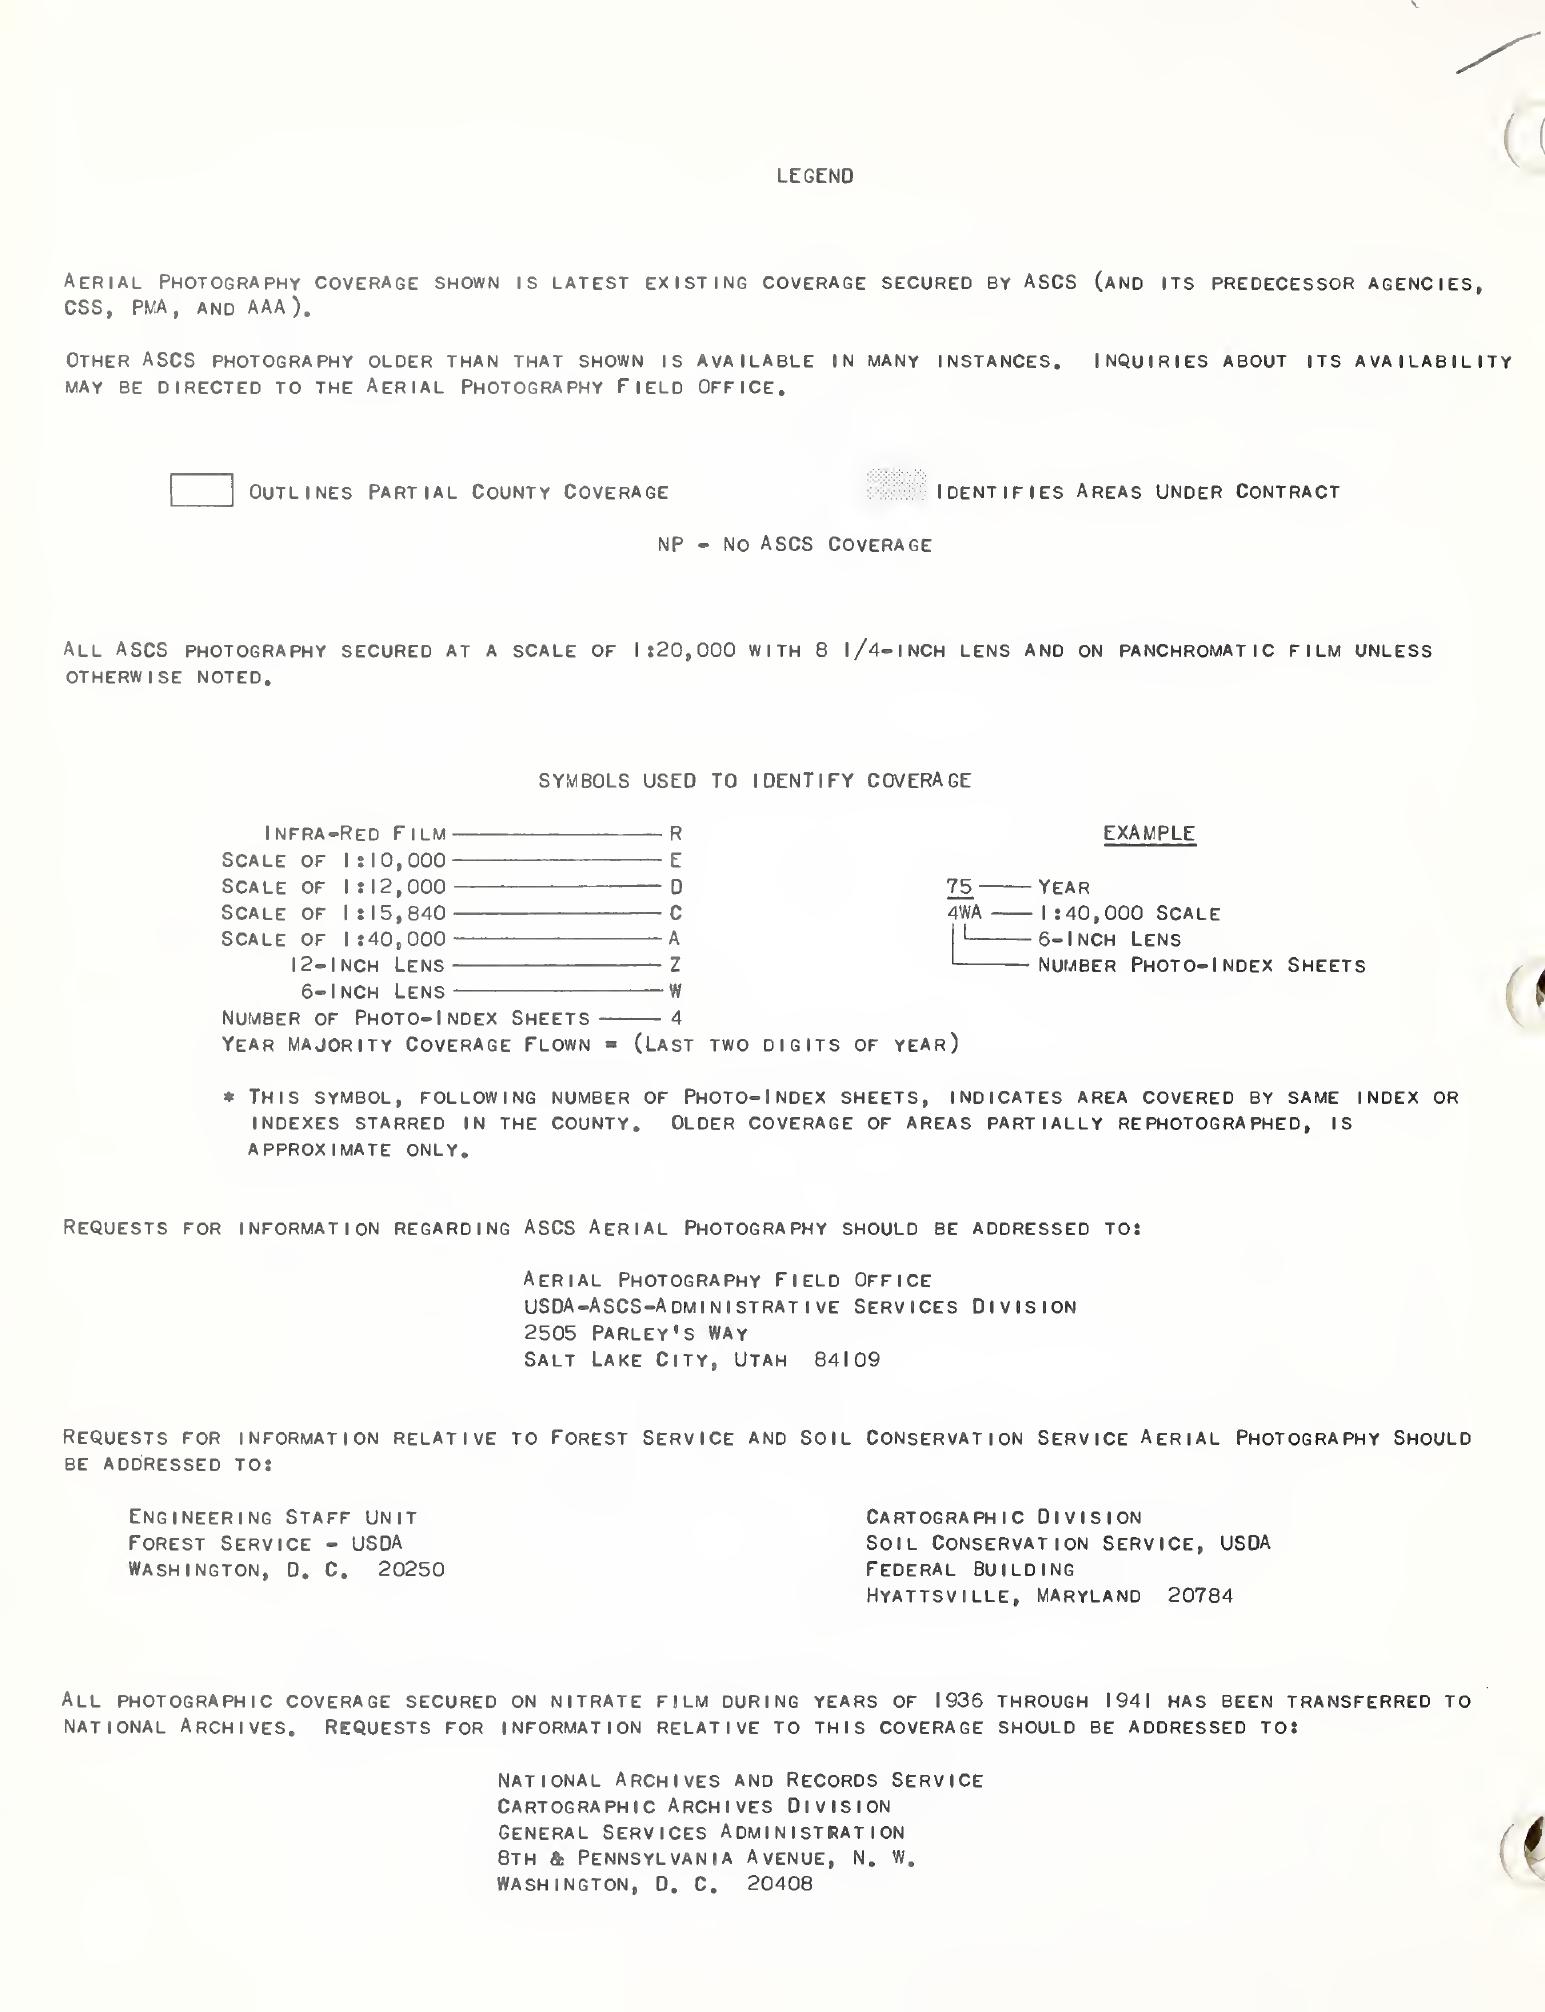 LEGEND
AERIAL PHOTOGRAPHY COVERAGE SHOWN IS LATEST EXISTING COVERAGE SECURED BY ASCS (AND ITS PREDECESSOR AGENCIES,
CSS, PMA, AND AAA).
OTHER ASCS PHOTOGRAPHY OLDER THAN THAT SHOWN IS AVAILABLE IN MANY INSTANCES. INQUIRIES ABOUT ITS AVAILABILITY
MAY BE DIRECTED TO THE AERIAL PHOTOGRAPHY FIELD OFFICE.
OUTLINES PARTIAL COUNTY COVERAGE
IDENTIFIES AREAS UNDER CONTRACT
NP - NO ASCS COVERAGE
ALL ASCS PHOTOGRAPHY SECURED AT A SCALE OF 1:20,000 WITH 8 1/4-INCH LENS AND ON PANCHROMATIC FILM UNLESS
OTHERWISE NOTED.
SYMBOLS USED TO IDENTIFY COVERAGE
INFRA-RED FILM R
SCALE OF 1:10,000 E
SCALE OF 1:12,000 D
SCALE OF 1:15,840 C
SCALE OF 1:40,000 A
12-INCH LENS Z
6-INCH LENS W
NUMBER OF PHOTO-INDEX SHEETS 4
YEAR MAJORITY COVERAGE FLOWN = (LAST TWO DIGITS OF YEAR)
EXAMPLE
75 YEAR
4WA 1:40,000 SCALE
6-INCH LENS
NUMBER PHOTO-INDEX SHEETS
* THIS SYMBOL, FOLLOWING NUMBER OF PHOTO-INDEX SHEETS, INDICATES AREA COVERED BY SAME INDEX OR
INDEXES STARRED IN THE COUNTY. OLDER COVERAGE OF AREAS PARTIALLY REPHOTOGRAPHED, IS
APPROXIMATE ONLY.
REQUESTS FOR INFORMATION REGARDING ASCS AERIAL PHOTOGRAPHY SHOULD BE ADDRESSED TO:
AERIAL PHOTOGRAPHY FIELD OFFICE
USDA-ASCS-ADMINISTRATIVE SERVICES DIVISION
2505 PARLEY'S WAY
SALT LAKE CITY, UTAH 84109
REQUESTS FOR INFORMATION RELATIVE TO FOREST SERVICE AND SOIL CONSERVATION SERVICE AERIAL PHOTOGRAPHY SHOULD
BE ADDRESSED TO:
ENGINEERING STAFF UNIT
FOREST SERVICE - USDA
WASHINGTON, D. C. 20250
CARTOGRAPHIC DIVISION
SOIL CONSERVATION SERVICE, USDA
FEDERAL BUILDING
HYATTSVILLE, MARYLAND 20784
ALL PHOTOGRAPHIC COVERAGE SECURED ON NITRATE FILM DURING YEARS OF 1936 THROUGH 1941 HAS BEEN TRANSFERRED TO
NATIONAL ARCHIVES. REQUESTS FOR INFORMATION RELATIVE TO THIS COVERAGE SHOULD BE ADDRESSED TO:
NATIONAL ARCHIVES AND RECORDS SERVICE
CARTOGRAPHIC ARCHIVES DIVISION
GENERAL SERVICES ADMINISTRATION
8TH & PENNSYLVANIA AVENUE, N. W.
WASHINGTON, D. C. 20408